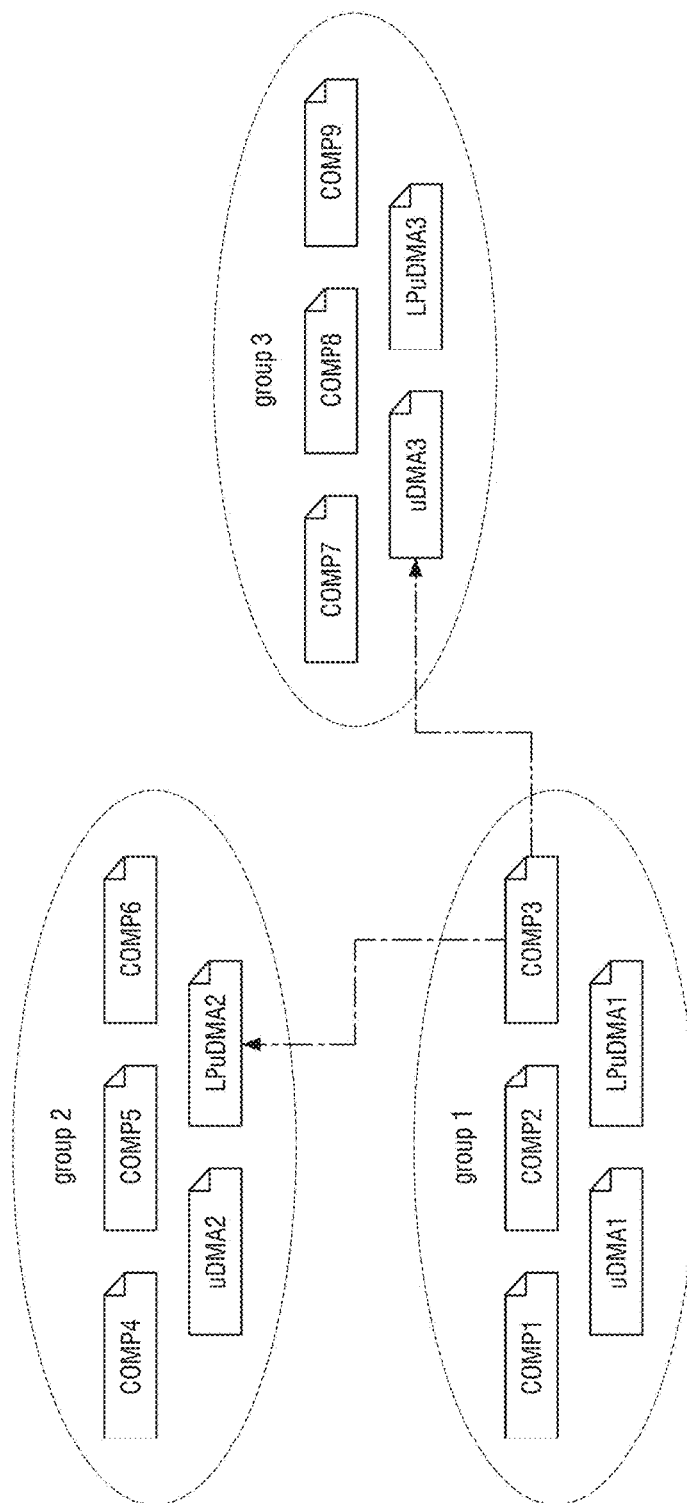 group 2
COMP4
COMP5
COMP6
uDMA2
LPuDMA2
group 1
COMP1
COMP2
COMP3
uDMA1
LPuDMA1
group 3
COMP7
COMP8
COMP9
uDMA3
LPuDMA3